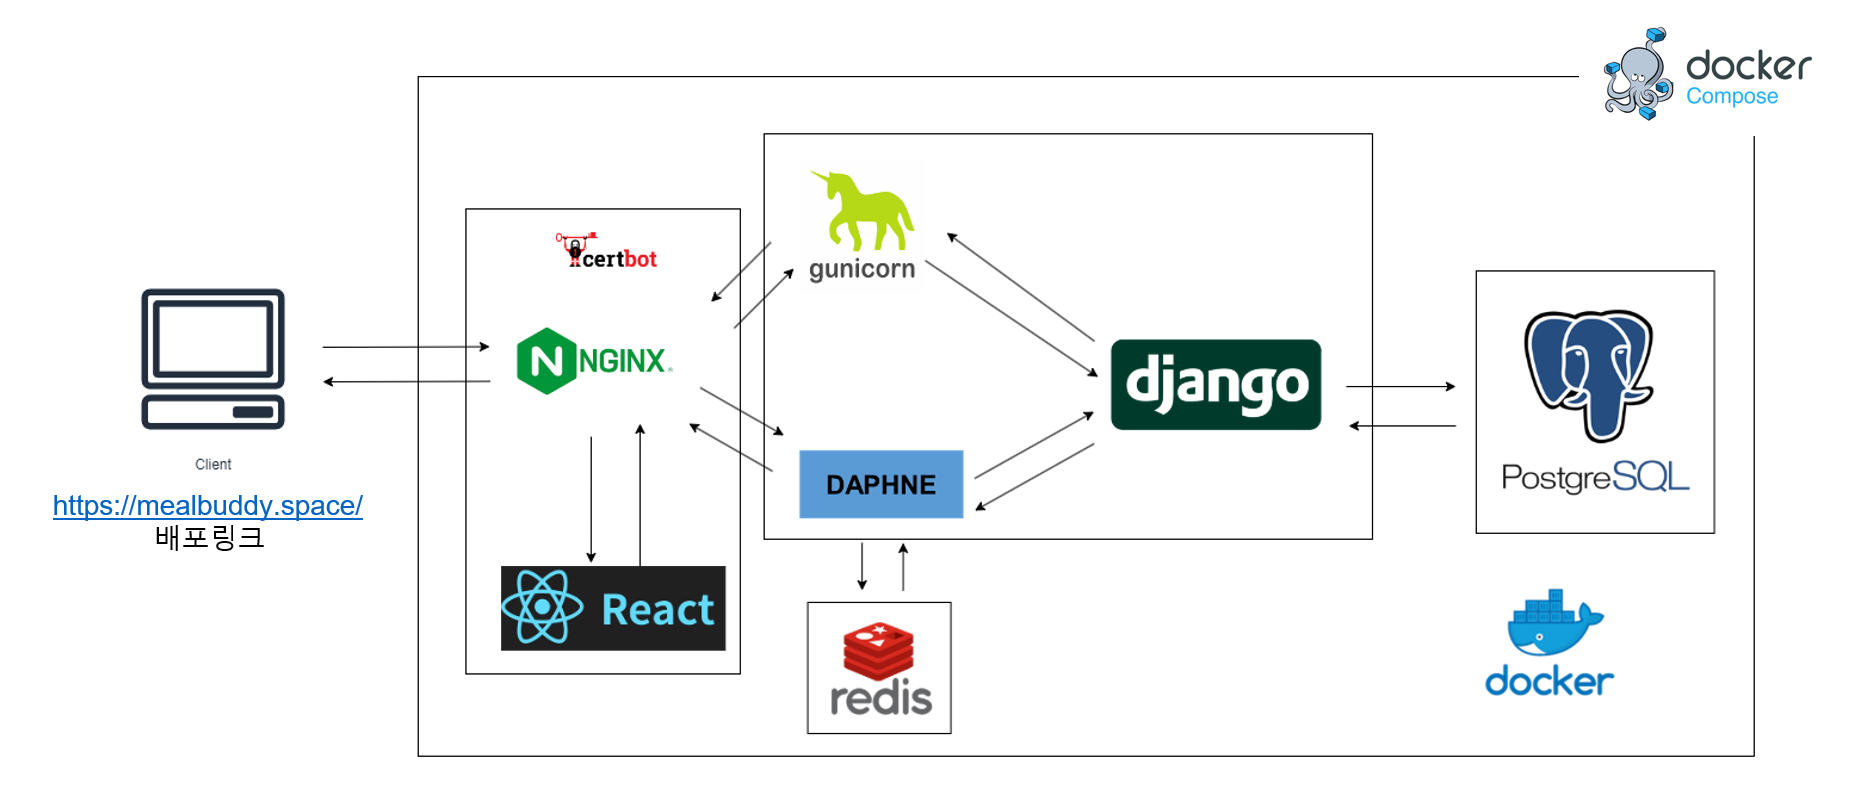 docker
Compose
certbot
gunicorn
NGINX
django
DAPHNE
PostgreSQL
Client
https://mealbuddy.space/
배포링크
React
redis
docker